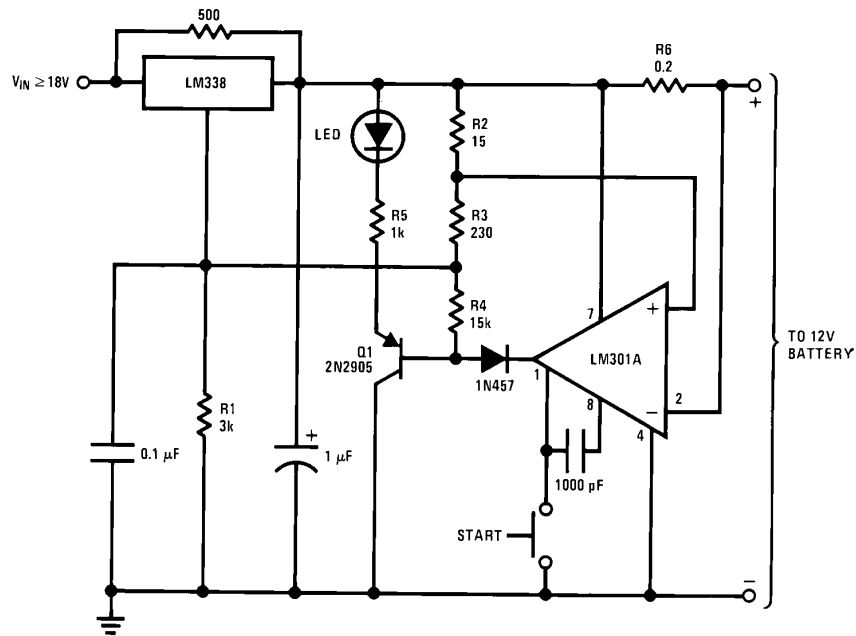 500
V_IN ≥ 18V
LM338
R6
0.2
+
LED
R2
15
R5
1k
R3
230
R4
15k
7
+
TO 12V
BATTERY
Q1
2N2905
1N457
LM301A
1
8
2
−
4
R1
3k
0.1 μF
+
1 μF
1000 pF
START
−